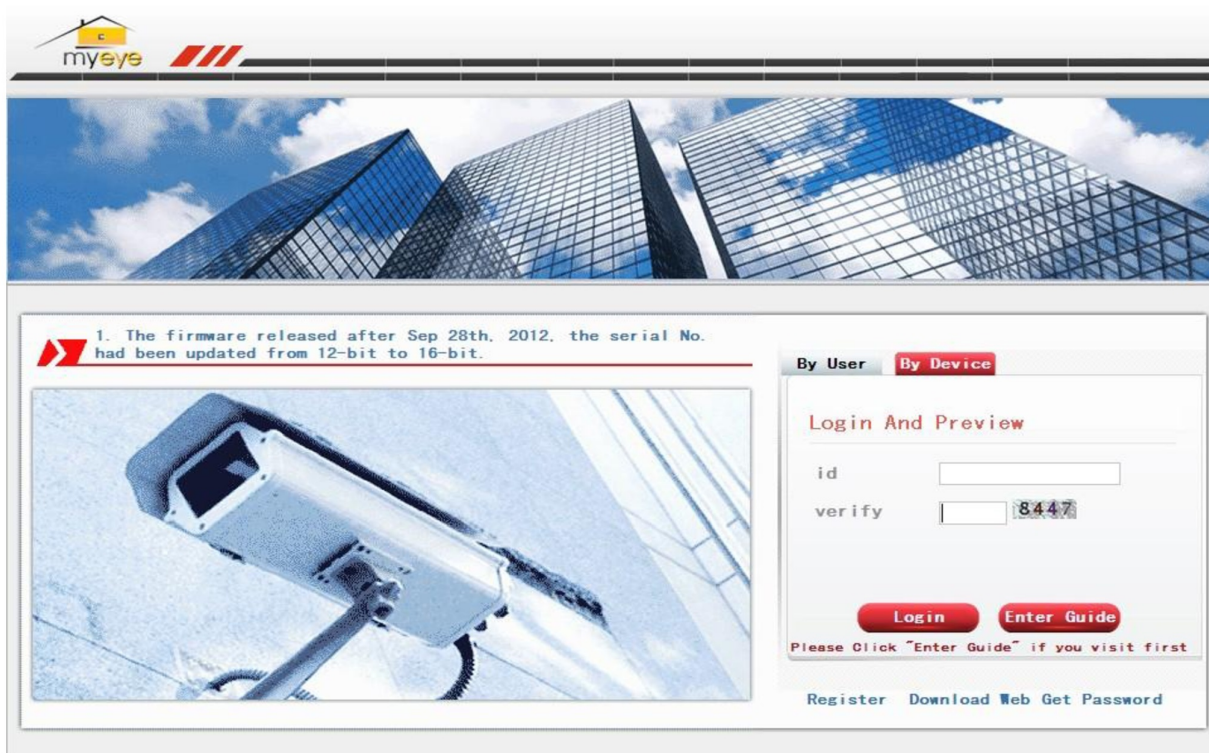 myeye
1. The firmware released after Sep 28th, 2012, the serial No.
had been updated from 12-bit to 16-bit.
By User By Device
Login And Preview
id
verify 8447
Login Enter Guide
Please Click "Enter Guide" if you visit first
Register Download Web Get Password